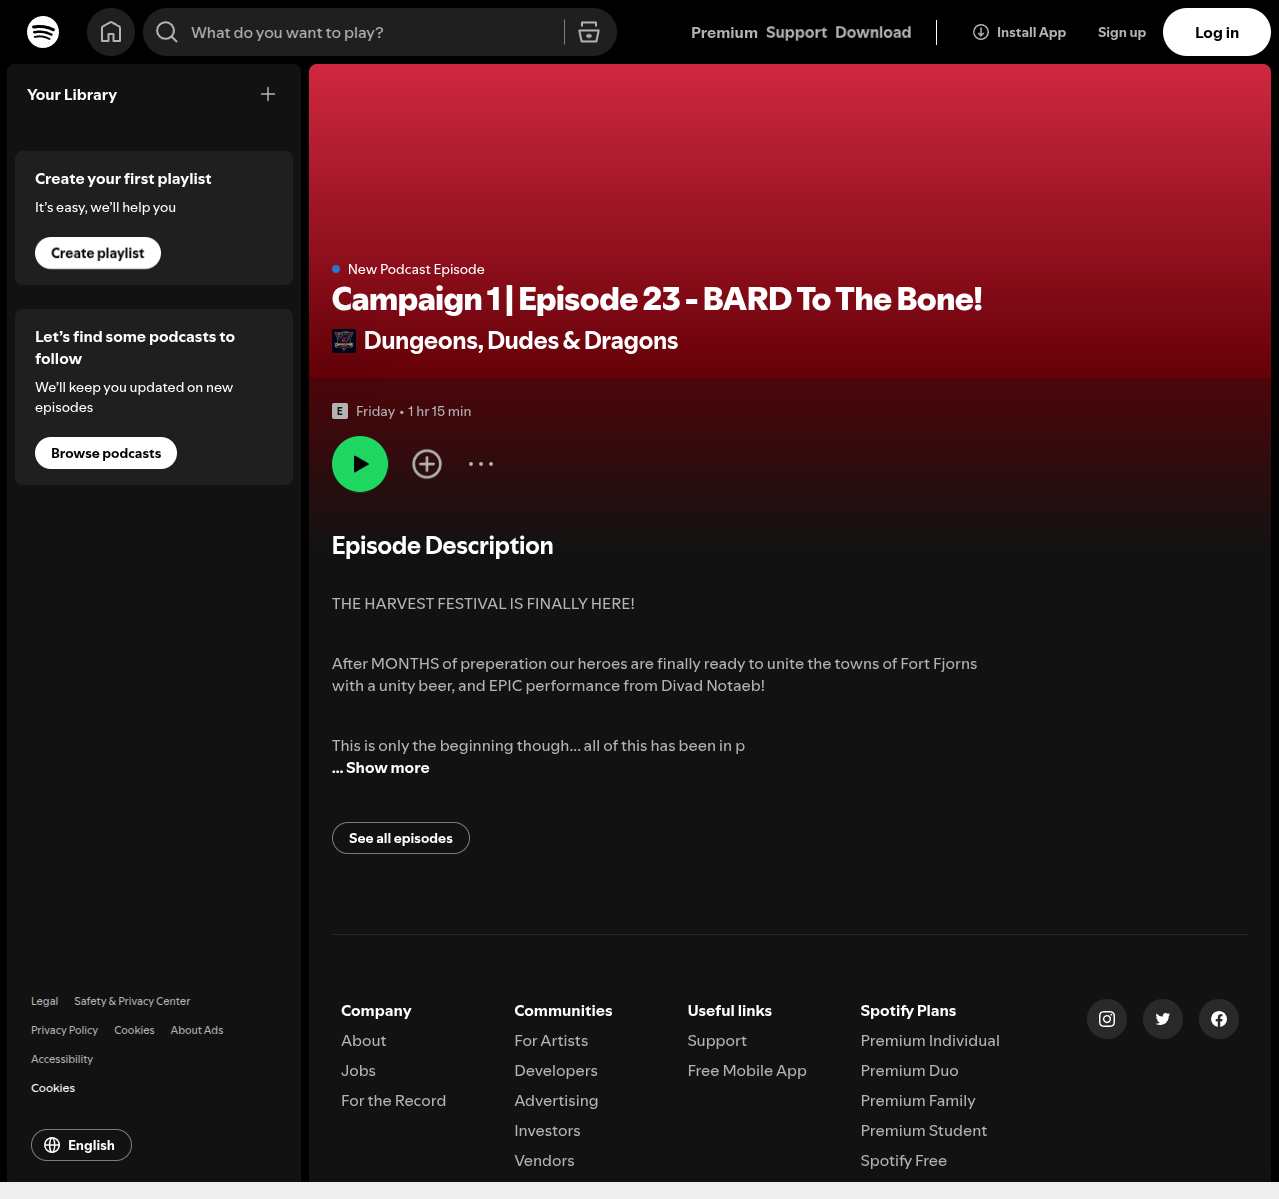 What do you want to play?
Premium Support Download
Install App
Sign up
Log in
Your Library
Create your first playlist
It's easy, we'll help you
Create playlist
Let's find some podcasts to
follow
We'll keep you updated on new
episodes
Browse podcasts
Legal Safety & Privacy Center
Privacy Policy Cookies About Ads
Accessibility
Cookies
English
New Podcast Episode
Campaign 1 | Episode 23 - BARD To The Bone!
Dungeons, Dudes & Dragons
E Friday • 1 hr 15 min
Episode Description
THE HARVEST FESTIVAL IS FINALLY HERE!
After MONTHS of preperation our heroes are finally ready to unite the towns of Fort Fjorns
with a unity beer, and EPIC performance from Divad Notaeb!
This is only the beginning though... all of this has been in p
... Show more
See all episodes
Company
About
Jobs
For the Record
Communities
For Artists
Developers
Advertising
Investors
Vendors
Useful links
Support
Free Mobile App
Spotify Plans
Premium Individual
Premium Duo
Premium Family
Premium Student
Spotify Free